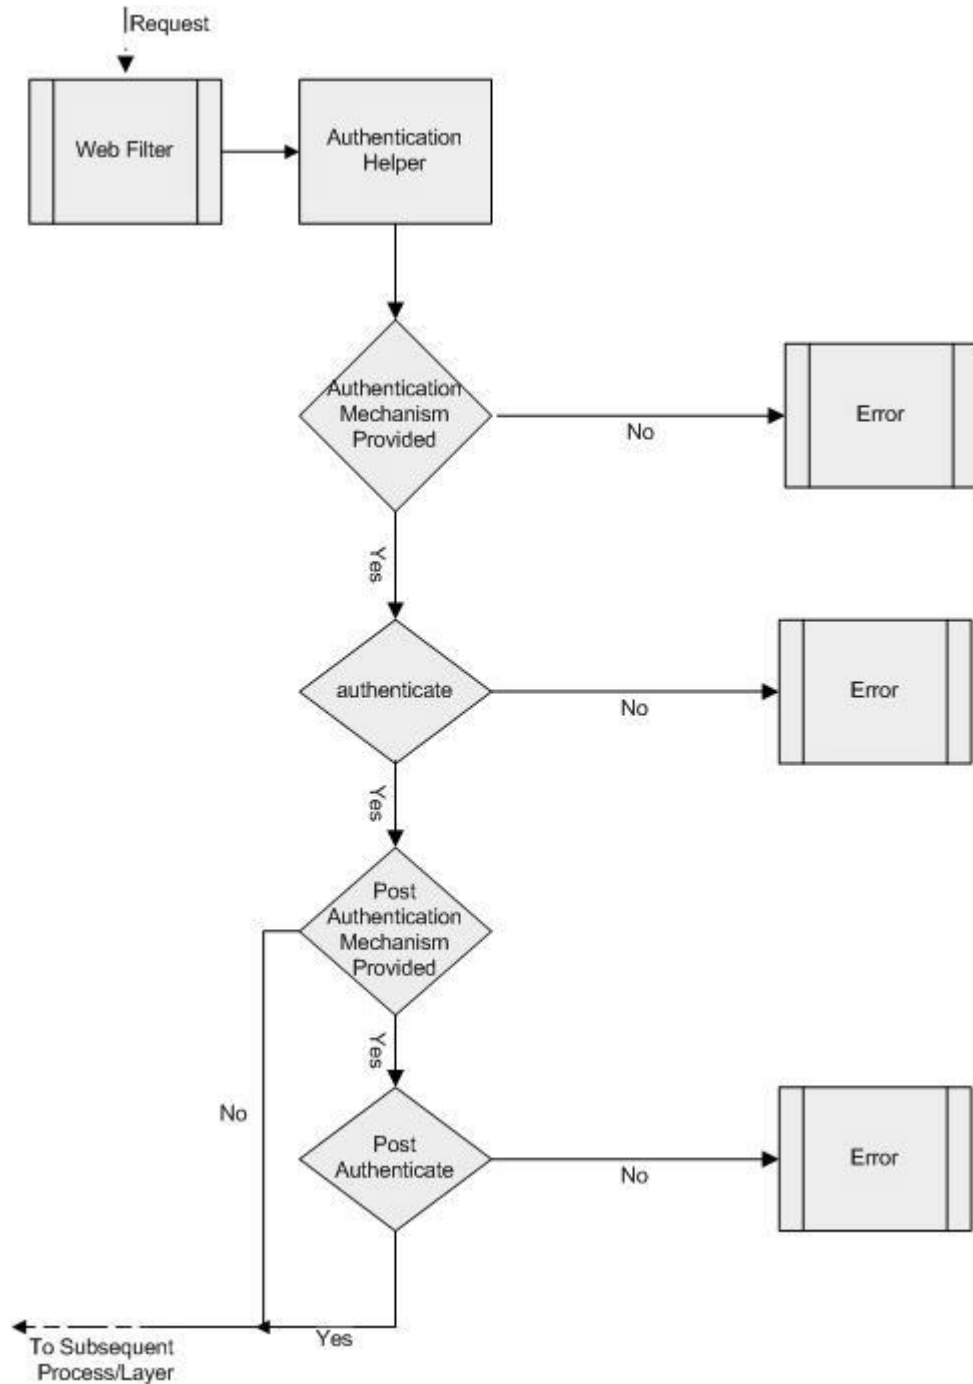 Request
Web Filter
Authentication
Helper
Authentication
Mechanism
Provided
No
Error
Yes
authenticate
No
Error
Yes
Post
Authentication
Mechanism
Provided
Yes
No
Post
Authenticate
No
Error
Yes
To Subsequent
Process/Layer